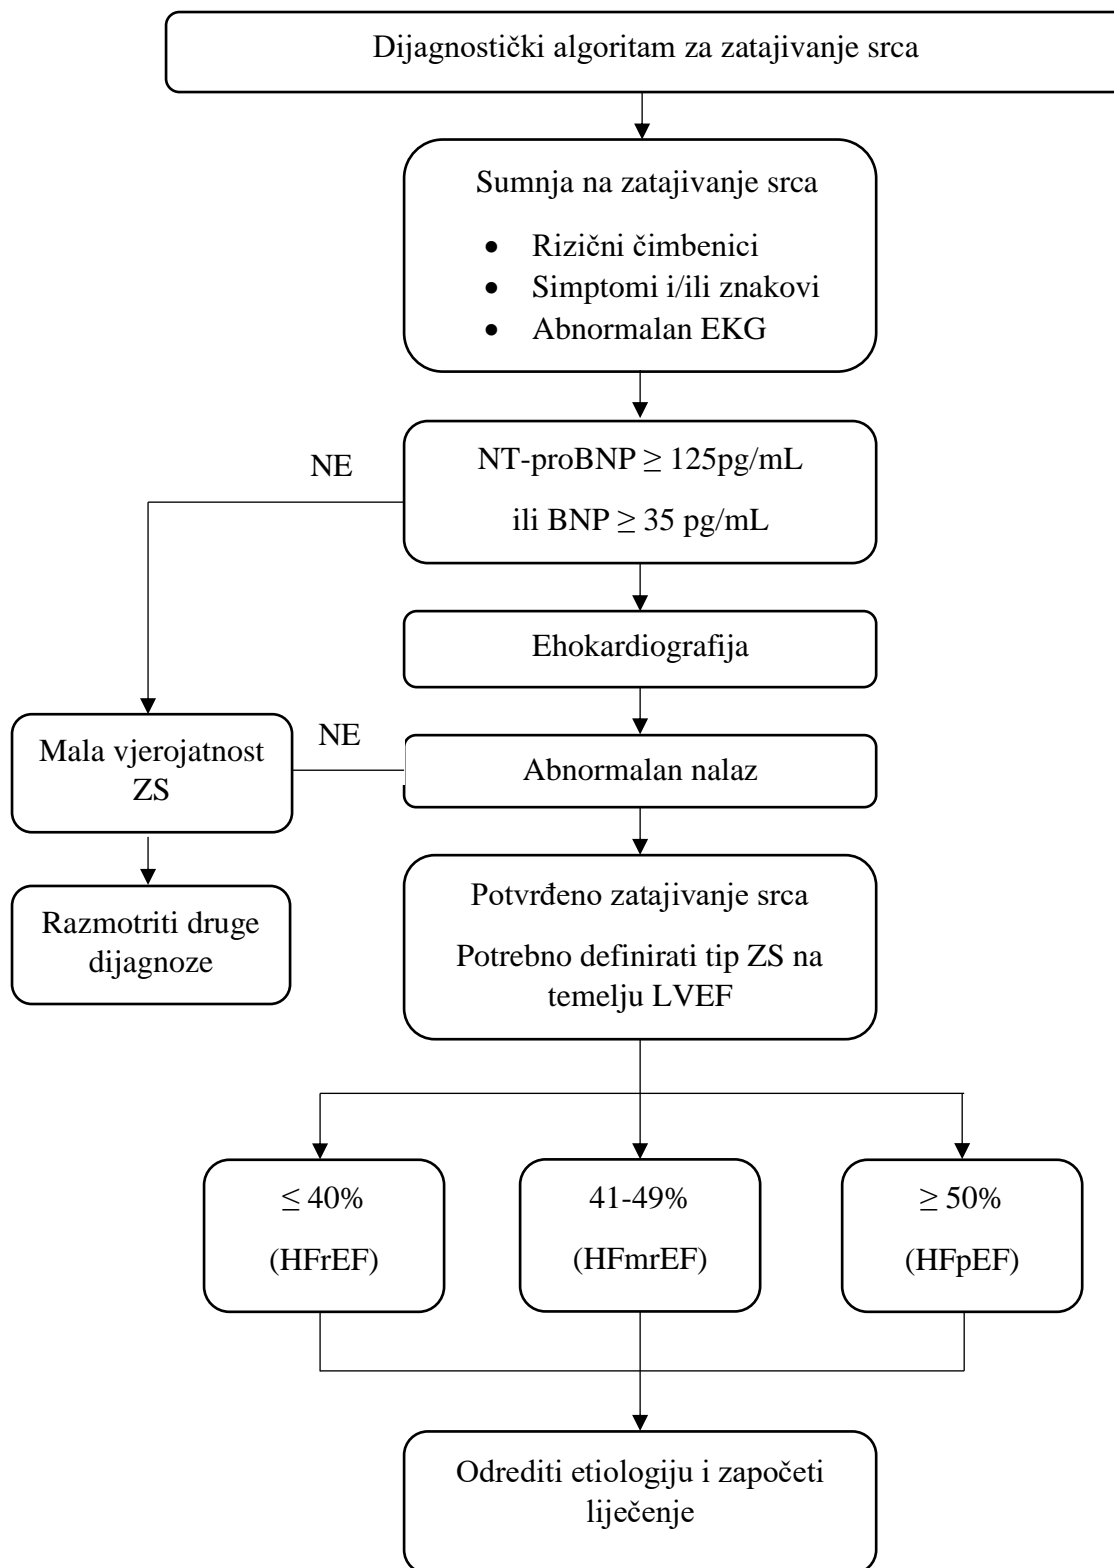 Dijagnostički algoritam za zatajivanje srca
Sumnja na zatajivanje srca
• Rizični čimbenici
• Simptomi i/ili znakovi
• Abnormalan EKG
NE
NT-proBNP ≥ 125pg/mL
ili BNP ≥ 35 pg/mL
Ehokardiografija
Mala vjerojatnost
ZS
NE
Abnormalan nalaz
Razmotriti druge
dijagnoze
Potvrđeno zatajivanje srca
Potrebno definirati tip ZS na
temelju LVEF
≤ 40%
(HFrEF)
41-49%
(HFmrEF)
≥ 50%
(HFpEF)
Odrediti etiologiju i započeti
liječenje